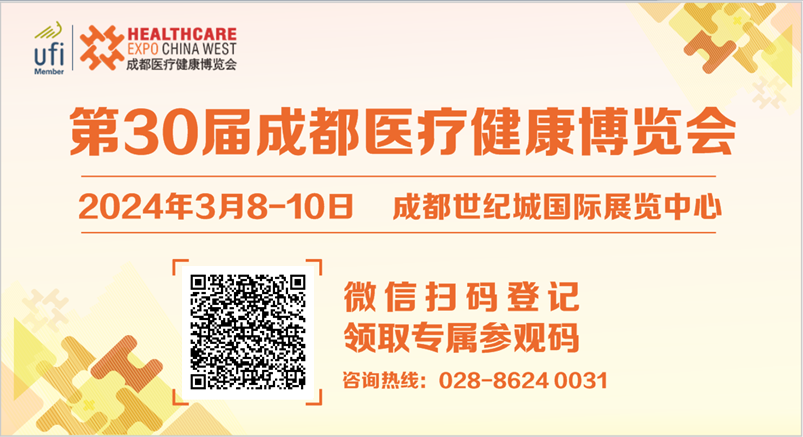 ufi
Member
HEALTHCARE
EXPO CHINA WEST
成都医疗健康博览会
第30届成都医疗健康博览会
2024年3月8-10日 成都世纪城国际展览中心
微信扫码登记
领取专属参观码
咨询热线：028-8624 0031